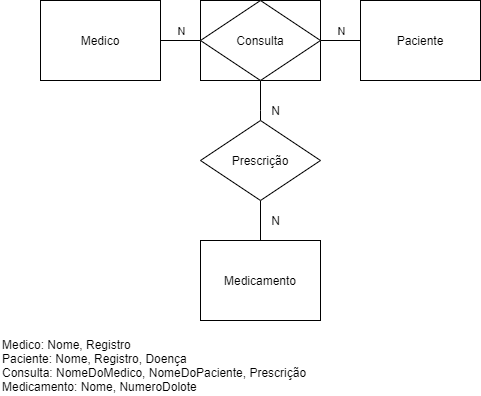 Medico
N
Consulta
N
Paciente
N
Prescrição
N
Medicamento
Medico: Nome, Registro
Paciente: Nome, Registro, Doença
Consulta: NomeDoMedico, NomeDoPaciente, Prescrição
Medicamento: Nome, NumeroDolote